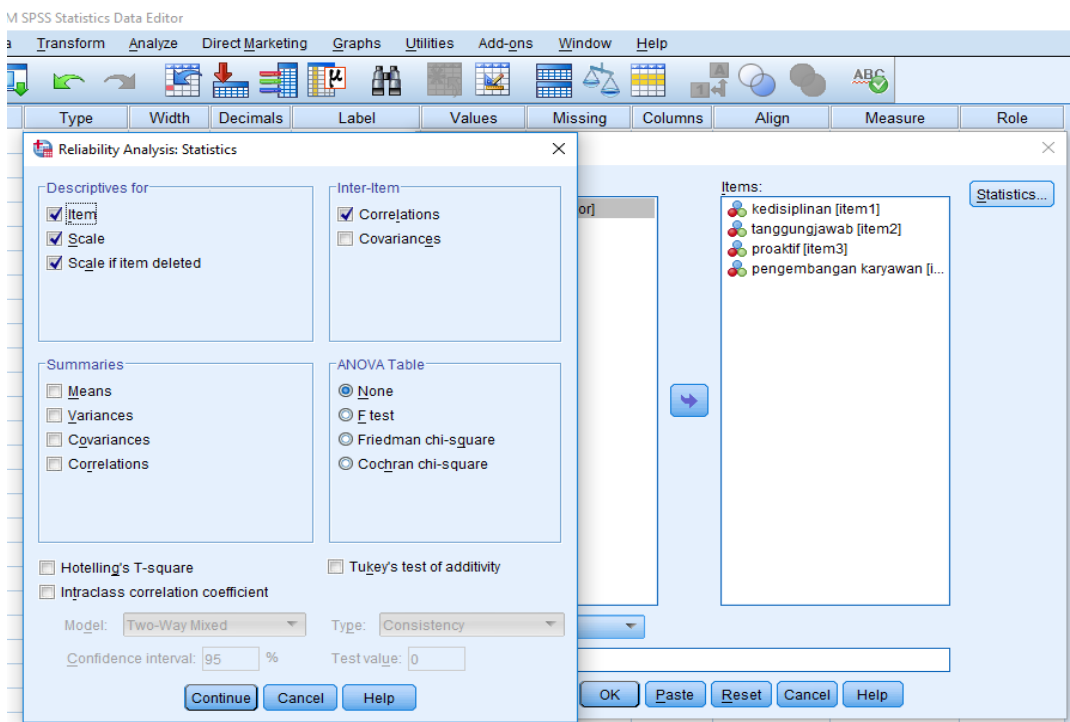 M SPSS Statistics Data Editor
Transform Analyze Direct Marketing Graphs Utilities Add-ons Window Help
Type Width Decimals Label Values Missing Columns Align Measure Role
Reliability Analysis: Statistics
Descriptives for
Item
Scale
Scale if item deleted
Inter-Item
Correlations
Covariances
Summaries
Means
Variances
Covariances
Correlations
ANOVA Table
None
F test
Friedman chi-square
Cochran chi-square
Hotelling's T-square
Tukey's test of additivity
Intraclass correlation coefficient
Model: Two-Way Mixed Type: Consistency
Confidence interval: 95 % Test value: 0
Continue Cancel Help
or]
Items:
kedisiplinan [item1]
tanggungjawab [item2]
proaktif [item3]
pengembangan karyawan [i...
Statistics...
OK Paste Reset Cancel Help